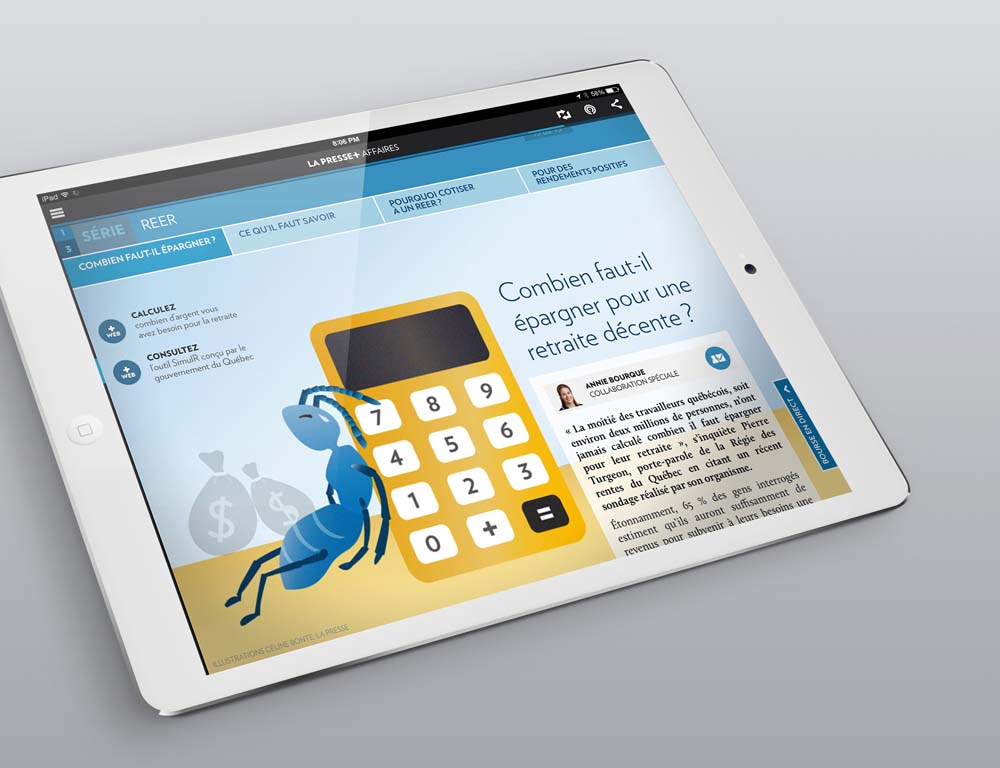 iPad
8:06 PM
58%
LA PRESSE+ AFFAIRES
1
3
SÉRIE
REER
COMBIEN FAUT-IL ÉPARGNER ?
CE QU'IL FAUT SAVOIR
POURQUOI COTISER
À UN REER ?
POUR DES
RENDEMENTS POSITIFS
+
WEB
CALCULEZ
combien d'argent vous
avez besoin pour la retraite
+
WEB
CONSULTEZ
l'outil SimulR conçu par le
gouvernement du Québec
Combien faut-il
épargner pour une
retraite décente ?
ANNIE BOURQUE
COLLABORATION SPÉCIALE
« La moitié des travailleurs québécois, soit
environ deux millions de personnes, n'ont
jamais calculé combien il faut épargner
pour leur retraite », s'inquiète Pierre
Turgeon, porte-parole de la Régie des
rentes du Québec en citant un récent
sondage réalisé par son organisme.
Étonnamment, 65 % des gens interrogés
estiment qu'ils auront suffisamment de
revenus pour subvenir à leurs besoins une
BOURSE EN DIRECT
7 8 9
4 5 6
1 2 3
0 + =
$ $
ILLUSTRATIONS CÉLINE BONTE, LA PRESSE